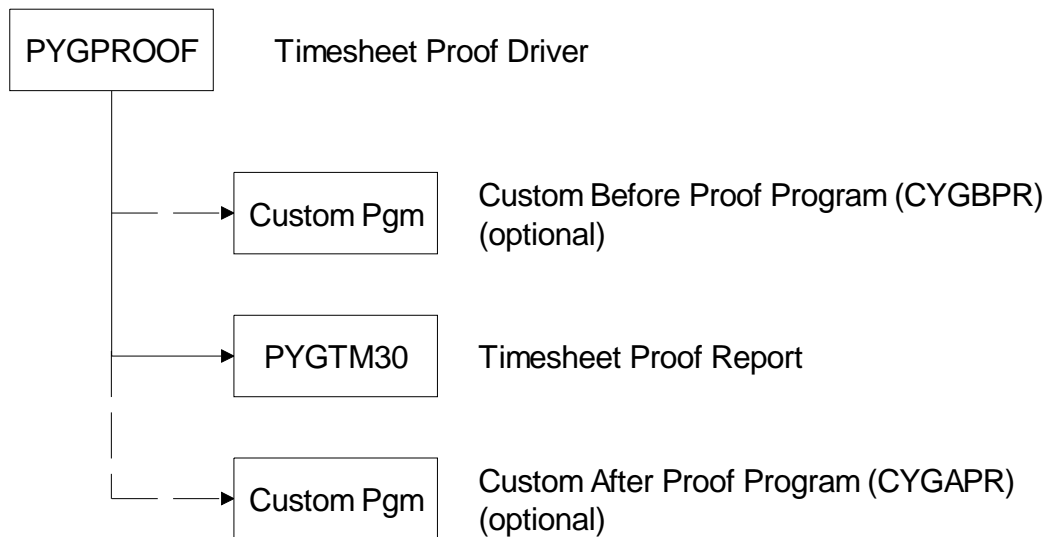 PYGPROOF Timesheet Proof Driver
Custom Pgm Custom Before Proof Program (CYGBPR)
(optional)
PYGTM30 Timesheet Proof Report
Custom Pgm Custom After Proof Program (CYGAPR)
(optional)